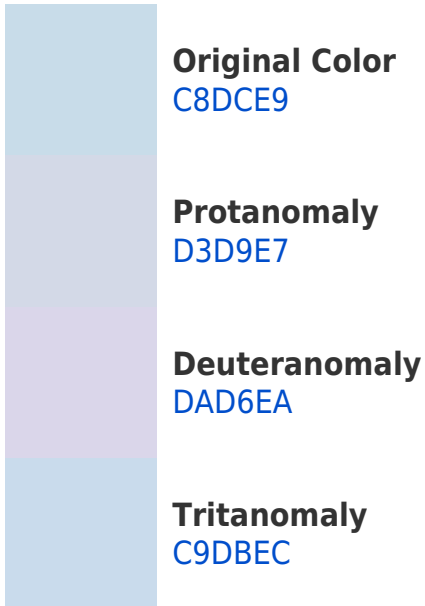 Original Color
C8DCE9
Protanomaly
D3D9E7
Deuteranomaly
DAD6EA
Tritanomaly
C9DBEC